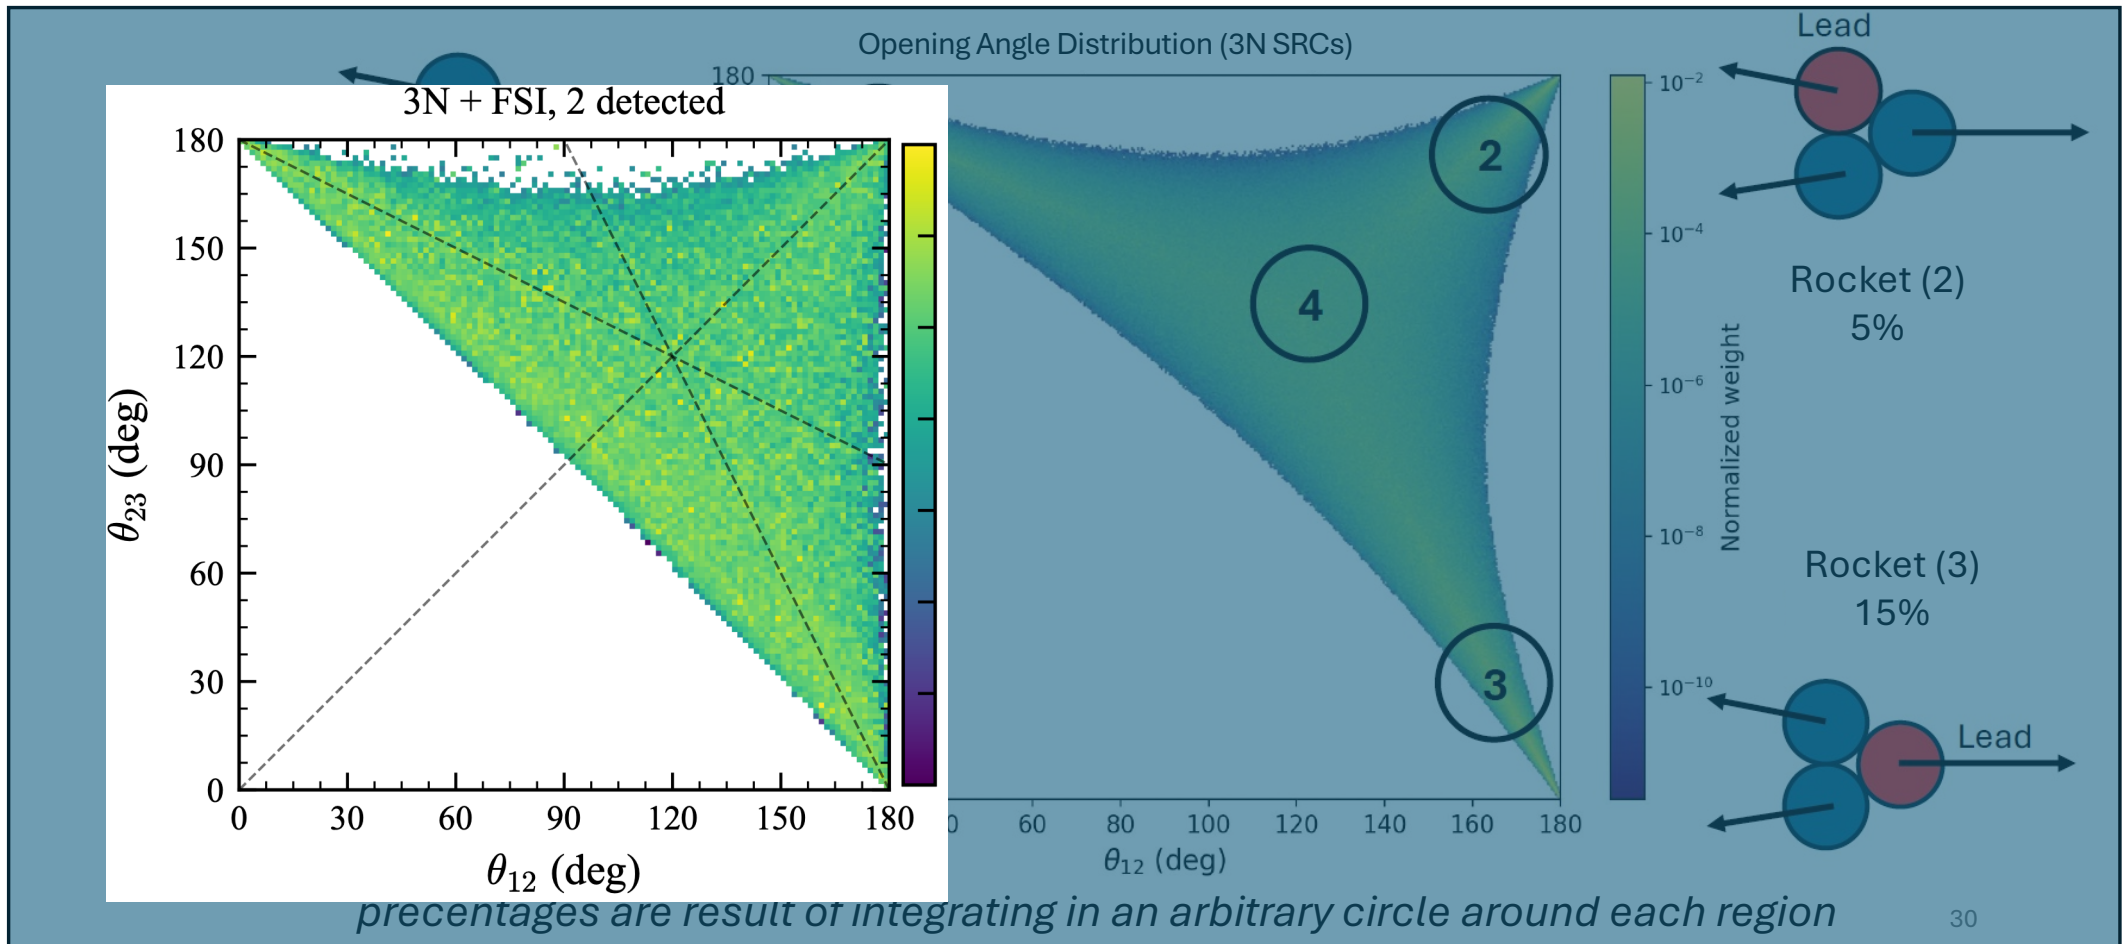 Opening Angle Distribution (3N SRCs)
Lead
3N + FSI, 2 detected
180
150
120
90
60
30
0
θ23 (deg)
0 30 60 90 120 150 180
θ12 (deg)
180
2
4
3
60 80 100 120 140 160 180
θ12 (deg)
10⁻²
10⁻⁴
10⁻⁶
10⁻⁸
10⁻¹⁰
Normalized weight
Rocket (2)
5%
Rocket (3)
15%
Lead
precentages are result of integrating in an arbitrary circle around each region
30